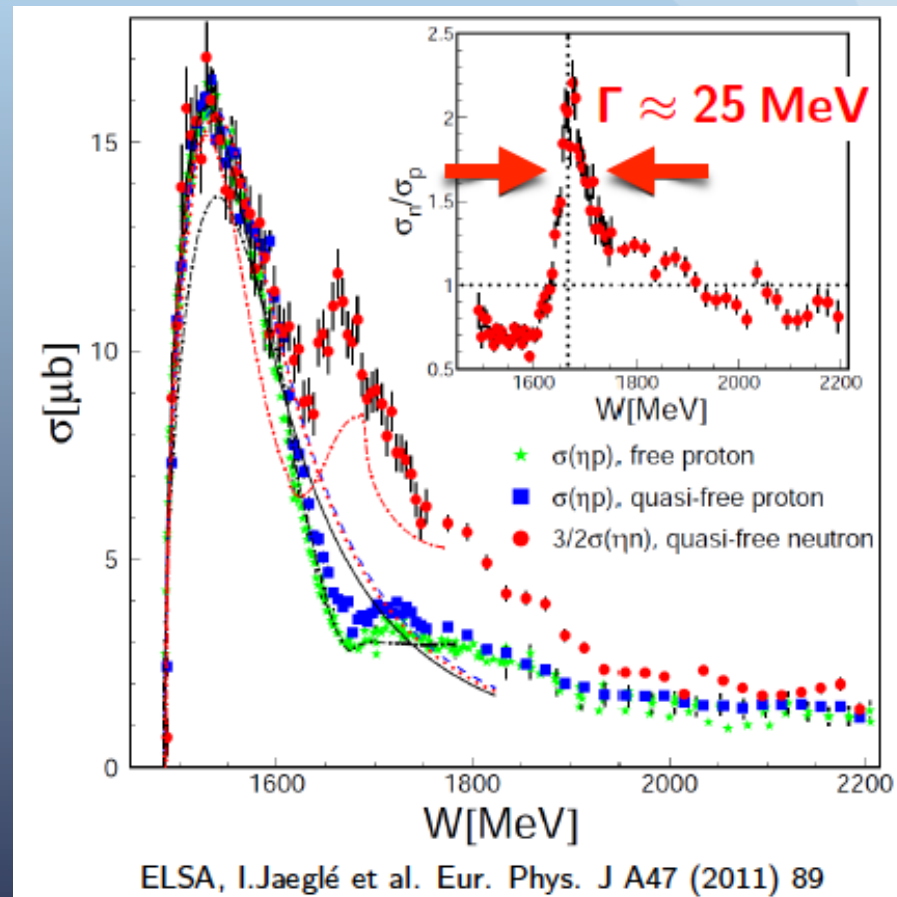 σ[μb]
15
10
5
0
1600
1800
2000
2200
W[MeV]
σn/σp
2.5
2
1.5
1
0.5
1600
1800
2000
2200
W[MeV]
Γ ≈ 25 MeV
σ(ηp), free proton
σ(ηp), quasi-free proton
3/2σ(ηn), quasi-free neutron
ELSA, I.Jaeglé et al. Eur. Phys. J A47 (2011) 89